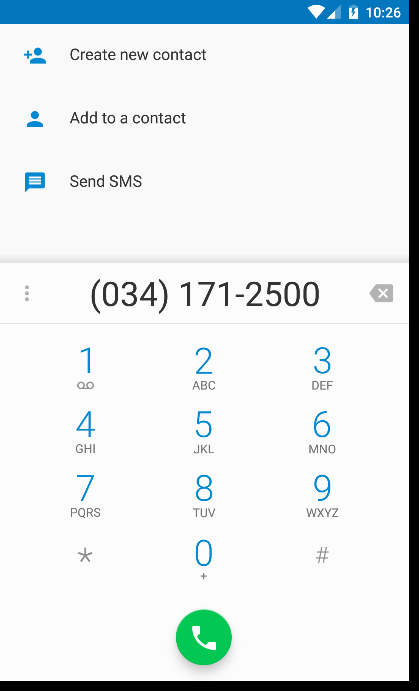 10:26
Create new contact
Add to a contact
Send SMS
(034) 171-2500
1 2 3
ABC DEF
4 5 6
GHI JKL MNO
7 8 9
PQRS TUV WXYZ
* 0 #
+